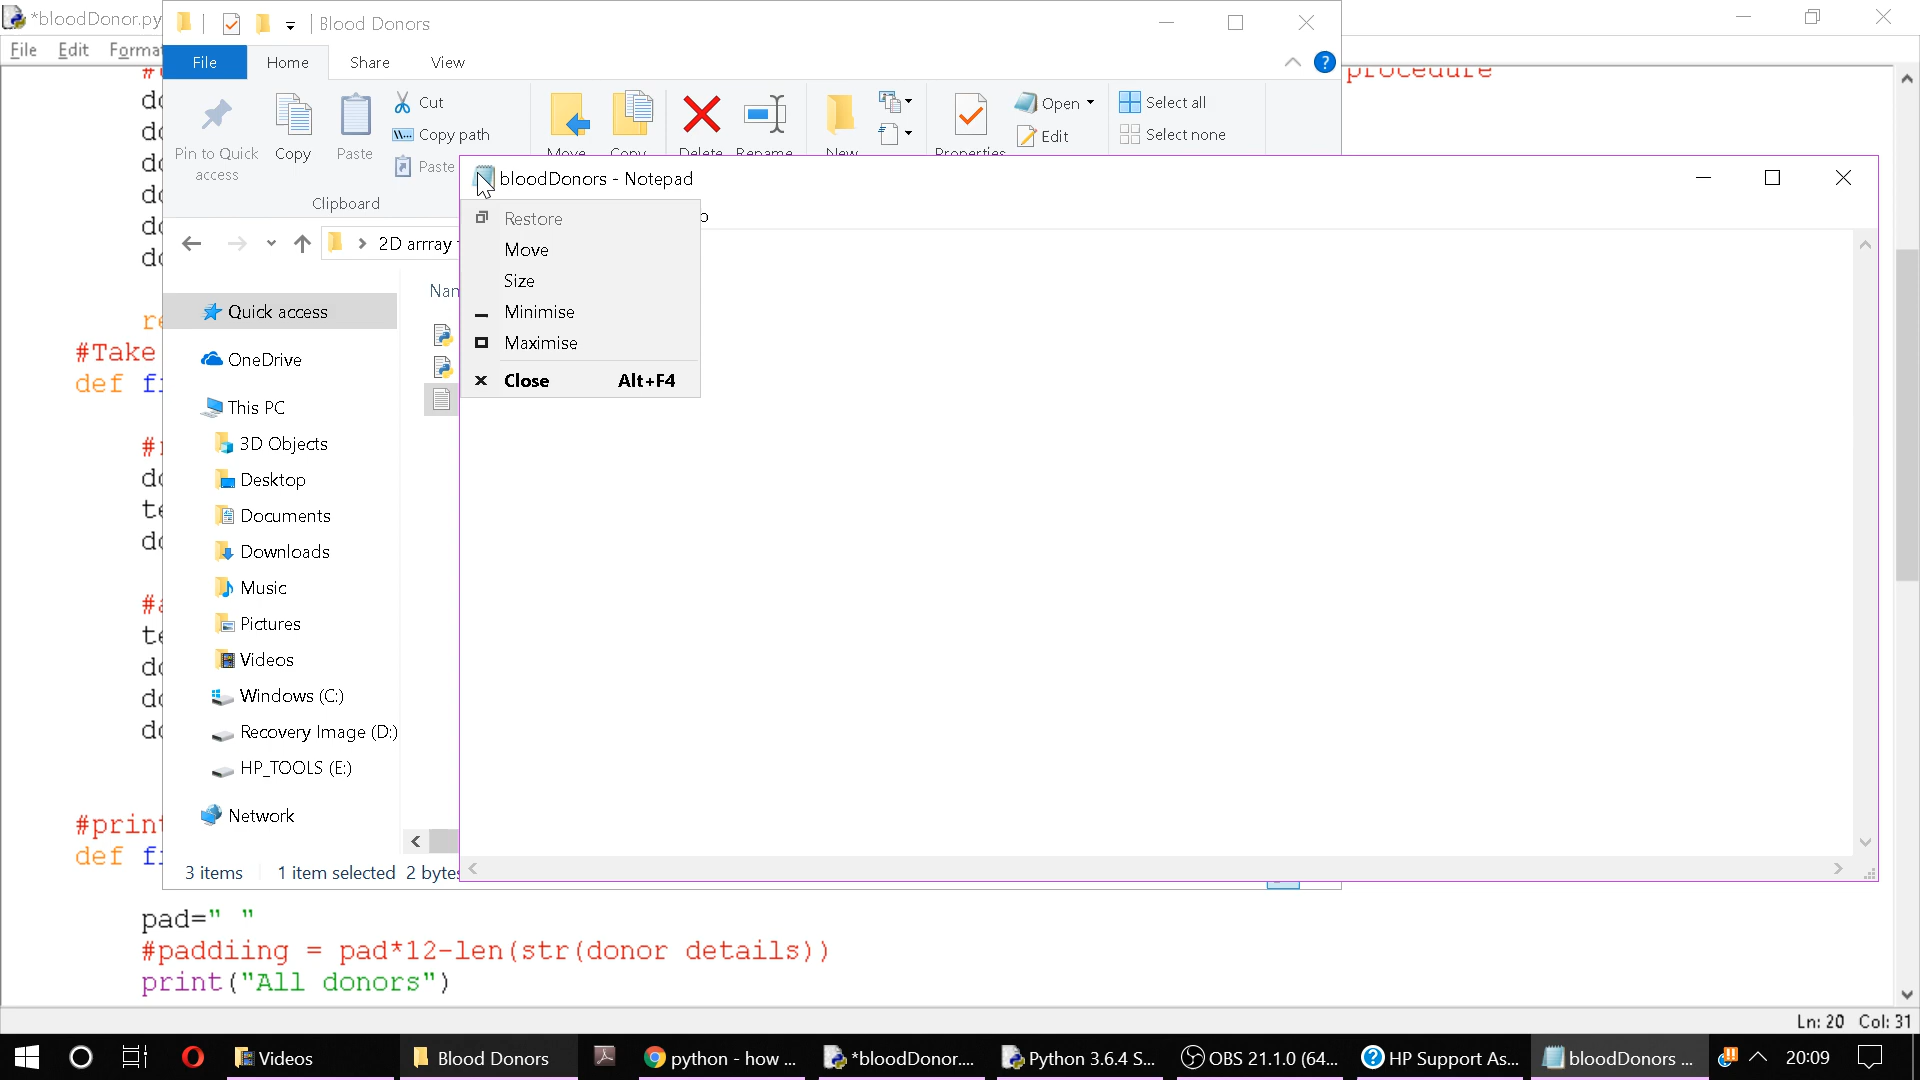 *bloodDonor.py
Blood Donors
File Edit Format
File Home Share View
procedure
Cut
Copy path
Paste
Pin to Quick access
Copy
Paste
Move
Copy
Delete
Rename
New
Properties
Open
Edit
Select all
Select none
Clipboard
bloodDonors - Notepad
Restore
Move
Size
Minimise
Maximise
Close Alt+F4
2D arrray
Quick access
OneDrive
This PC
3D Objects
Desktop
Documents
Downloads
Music
Pictures
Videos
Windows (C:)
Recovery Image (D:)
HP_TOOLS (E:)
Network
3 items 1 item selected 2 bytes
#Take
def
#print
def
pad=" "
#paddiing = pad*12-len(str(donor details))
print("All donors")
Ln: 20 Col: 31
Videos
Blood Donors
python - how ...
*bloodDonor....
Python 3.6.4 S...
OBS 21.1.0 (64...
HP Support As...
bloodDonors ...
20:09